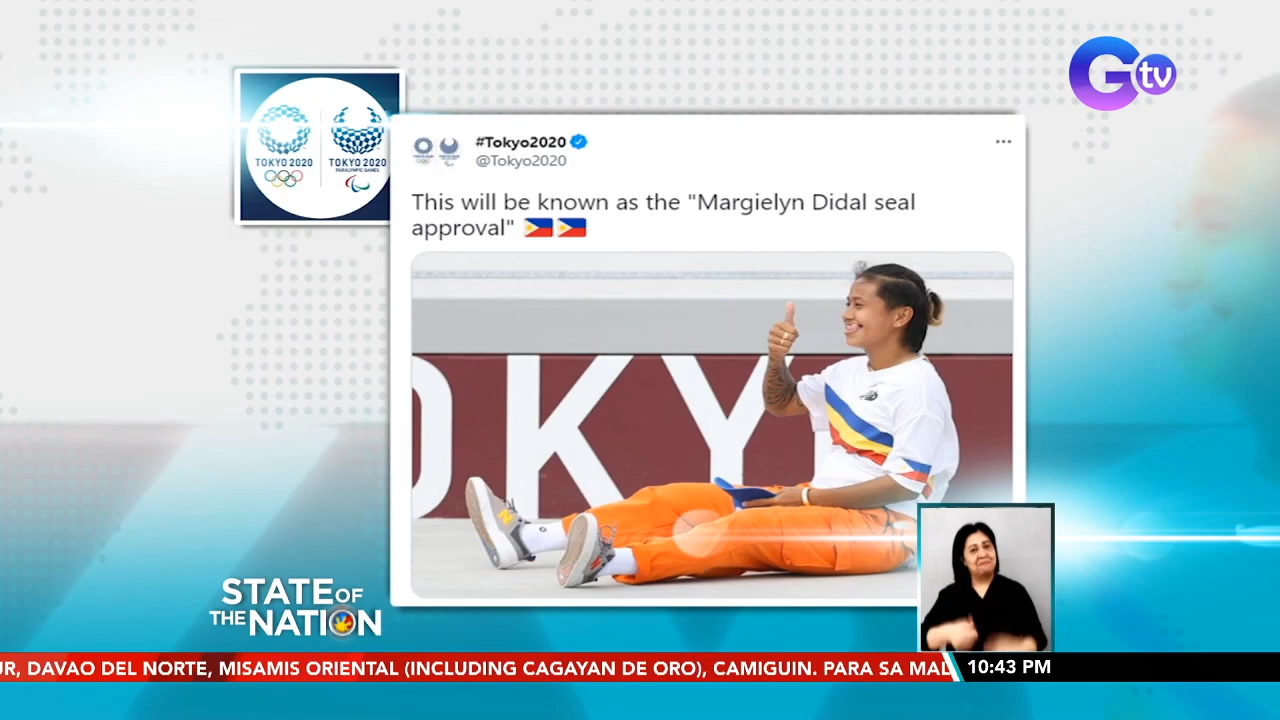 Gtv
TOKYO 2020
TOKYO 2020
PARALYMPIC GAMES
#Tokyo2020
@Tokyo2020
This will be known as the "Margielyn Didal seal
approval" 🇵🇭🇵🇭
OKYO
STATE OF
THE NATION
UR, DAVAO DEL NORTE, MISAMIS ORIENTAL (INCLUDING CAGAYAN DE ORO), CAMIGUIN. PARA SA MAL
10:43 PM